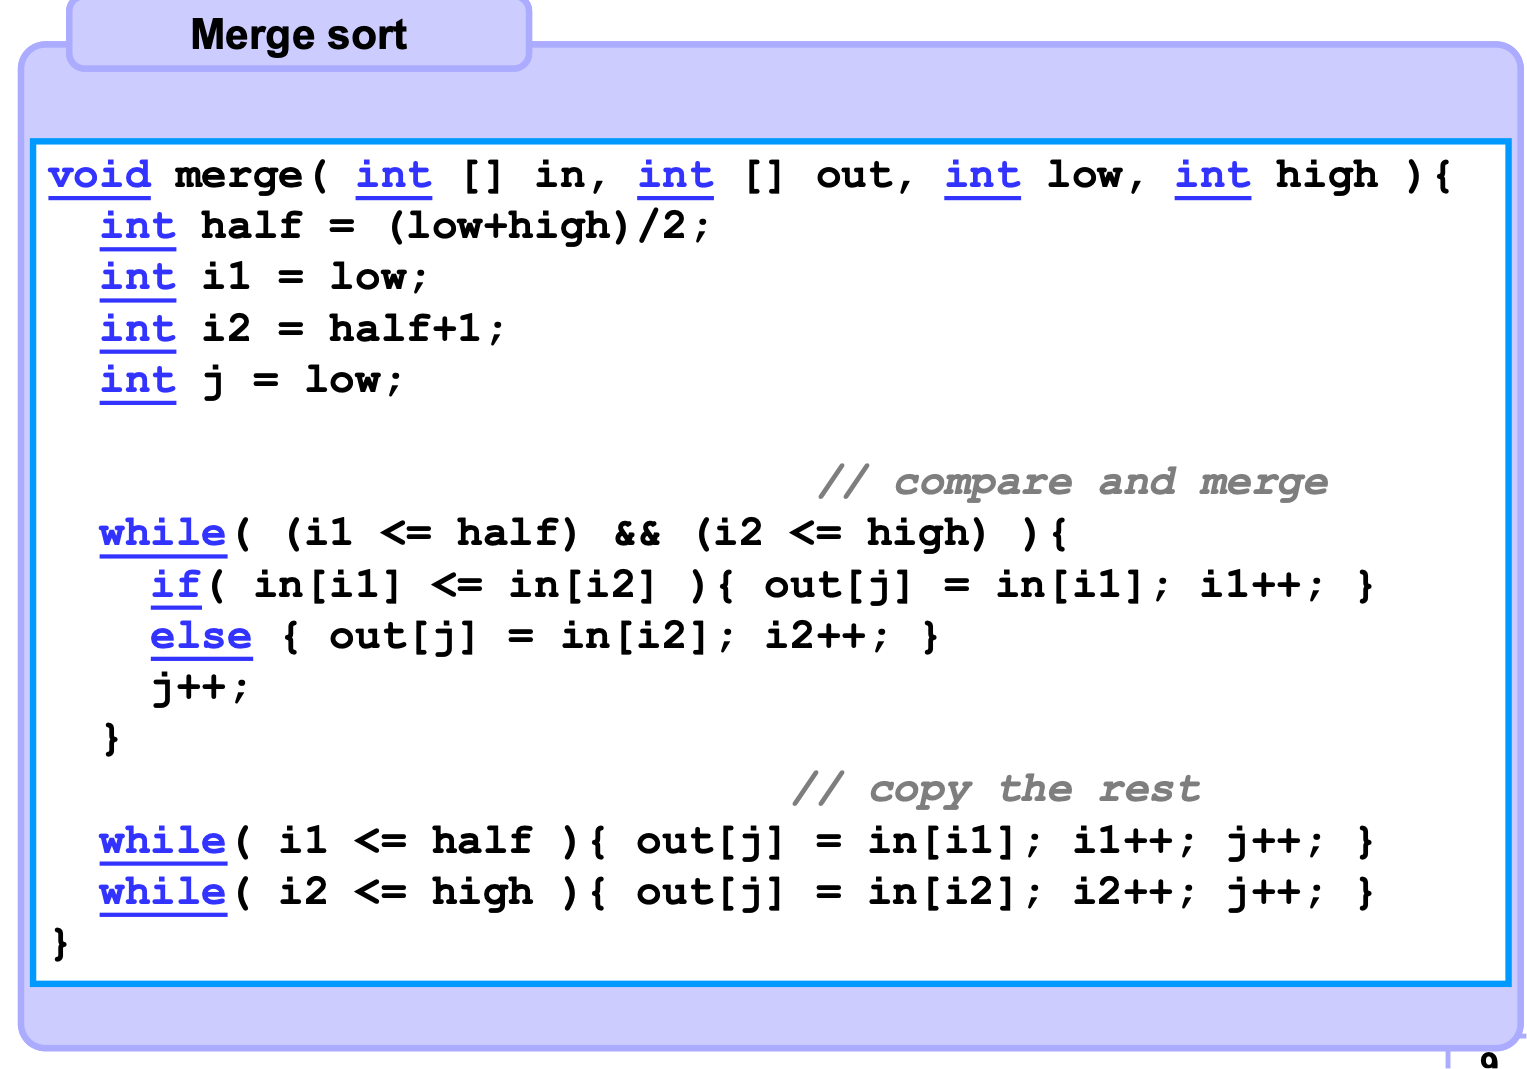 Merge sort
void merge( int [] in, int [] out, int low, int high ){
int half = (low+high)/2;
int i1 = low;
int i2 = half+1;
int j = low;
// compare and merge
while( (i1 <= half) && (i2 <= high) ){
if( in[i1] <= in[i2] ){ out[j] = in[i1]; i1++; }
else { out[j] = in[i2]; i2++; }
j++;
}
// copy the rest
while( i1 <= half ){ out[j] = in[i1]; i1++; j++; }
while( i2 <= high ){ out[j] = in[i2]; i2++; j++; }
}